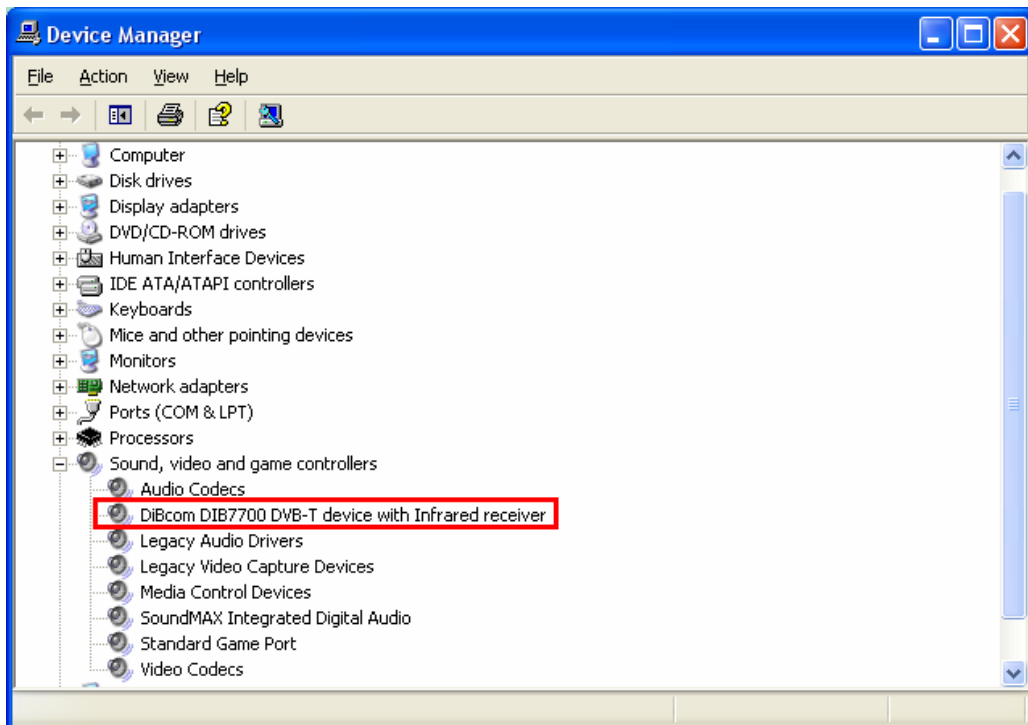 Device Manager
File Action View Help
Computer
Disk drives
Display adapters
DVD/CD-ROM drives
Human Interface Devices
IDE ATA/ATAPI controllers
Keyboards
Mice and other pointing devices
Monitors
Network adapters
Ports (COM & LPT)
Processors
Sound, video and game controllers
Audio Codecs
DiBcom DIB7700 DVB-T device with Infrared receiver
Legacy Audio Drivers
Legacy Video Capture Devices
Media Control Devices
SoundMAX Integrated Digital Audio
Standard Game Port
Video Codecs